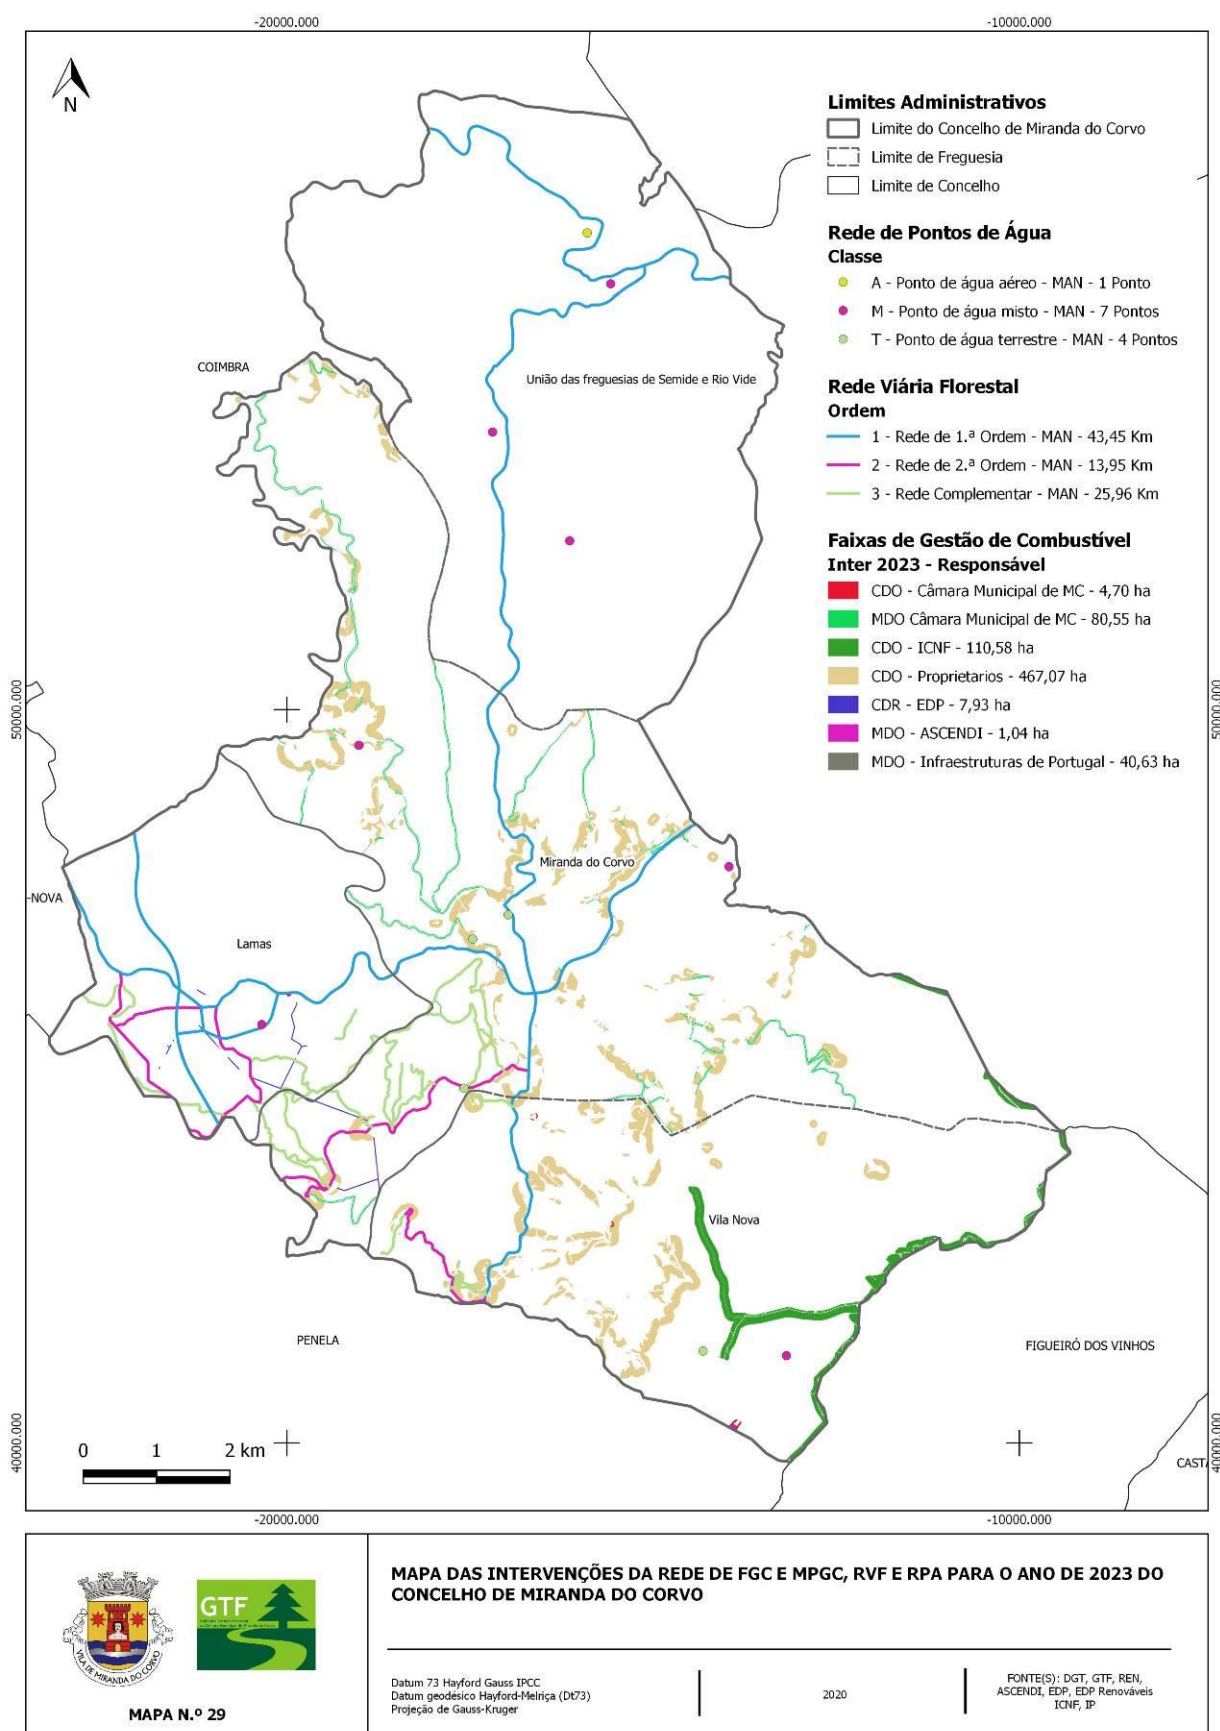 -20000.000
-10000.000
N
Limites Administrativos
Limite do Concelho de Miranda do Corvo
Limite de Freguesia
Limite de Concelho
Rede de Pontos de Água
Classe
A - Ponto de água aéreo - MAN - 1 Ponto
M - Ponto de água misto - MAN - 7 Pontos
T - Ponto de água terrestre - MAN - 4 Pontos
Rede Viária Florestal
Ordem
1 - Rede de 1.ª Ordem - MAN - 43,45 Km
2 - Rede de 2.ª Ordem - MAN - 13,95 Km
3 - Rede Complementar - MAN - 25,96 Km
Faixas de Gestão de Combustível
Inter 2023 - Responsável
CDO - Câmara Municipal de MC - 4,70 ha
MDO Câmara Municipal de MC - 80,55 ha
CDO - ICNF - 110,58 ha
CDO - Proprietarios - 467,07 ha
CDR - EDP - 7,93 ha
MDO - ASCENDI - 1,04 ha
MDO - Infraestruturas de Portugal - 40,63 ha
COIMBRA
União das freguesias de Semide e Rio Vide
50000.000
50000.000
Miranda do Corvo
-NOVA
Lamas
Vila Nova
PENELA
FIGUEIRÓ DOS VINHOS
40000.000
40000.000
0 1 2 km
CASTA
-20000.000
-10000.000
GTF
VILA DE MIRANDA DO CORVO
MAPA N.º 29
MAPA DAS INTERVENÇÕES DA REDE DE FGC E MPGC, RVF E RPA PARA O ANO DE 2023 DO
CONCELHO DE MIRANDA DO CORVO
Datum 73 Hayford Gauss IPCC
Datum geodésico Hayford-Melriça (Dt73)
Projeção de Gauss-Kruger
2020
FONTE(S): DGT, GTF, REN,
ASCENDI, EDP, EDP Renováveis
ICNF, IP